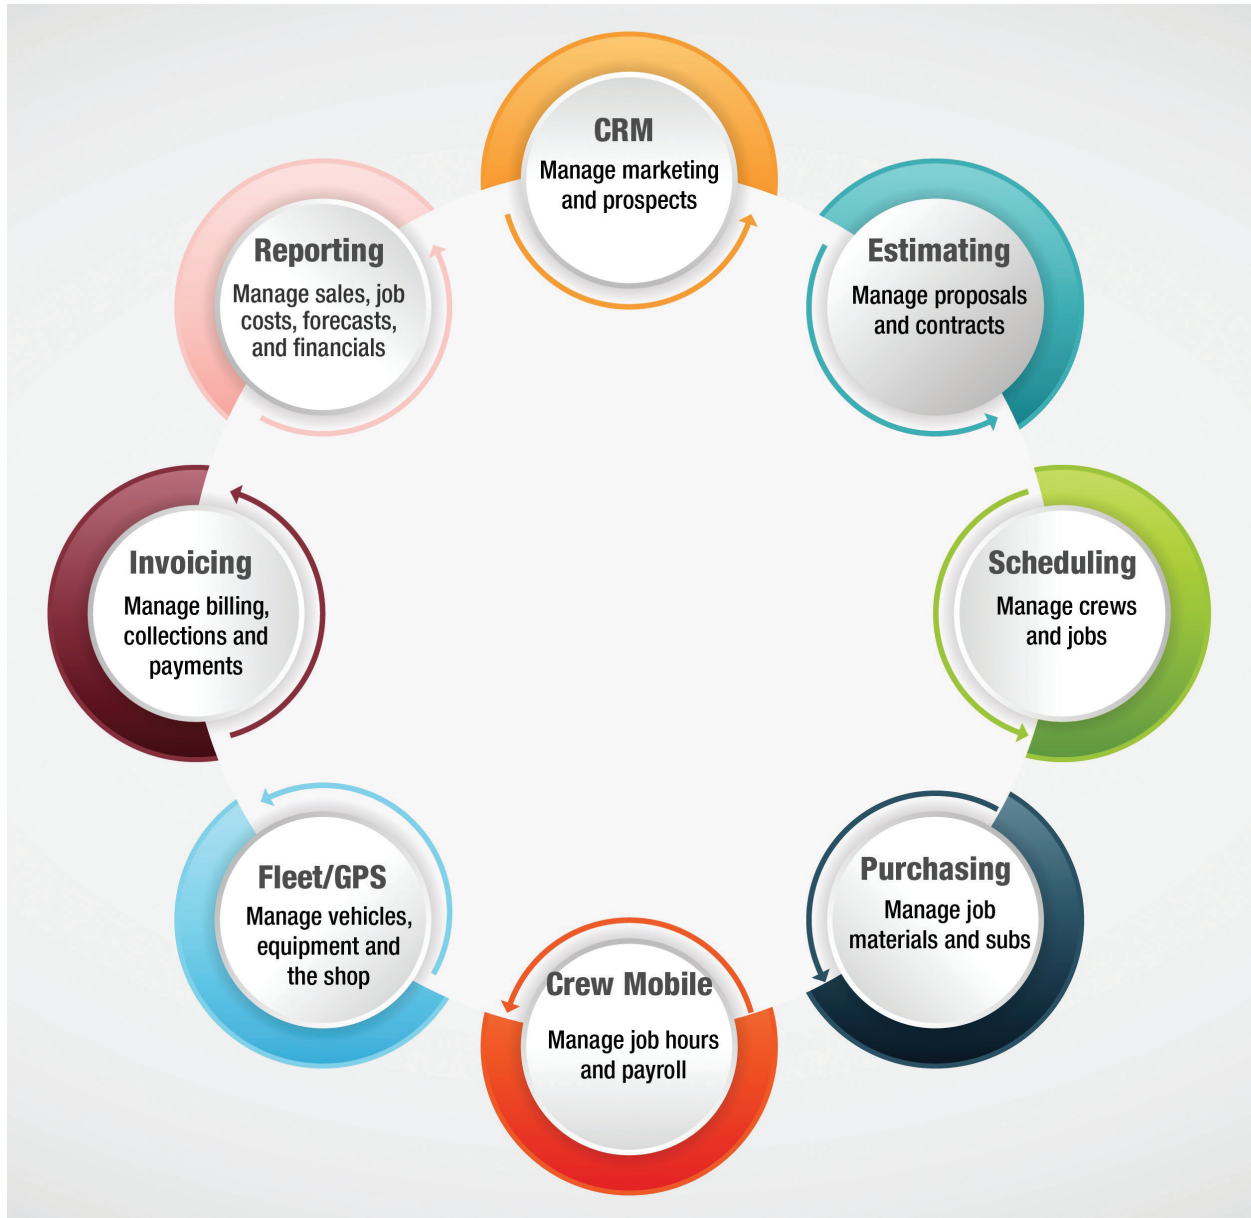 CRM
Manage marketing
and prospects
Estimating
Manage proposals
and contracts
Scheduling
Manage crews
and jobs
Purchasing
Manage job
materials and subs
Crew Mobile
Manage job hours
and payroll
Fleet/GPS
Manage vehicles,
equipment and
the shop
Invoicing
Manage billing,
collections and
payments
Reporting
Manage sales, job
costs, forecasts,
and financials